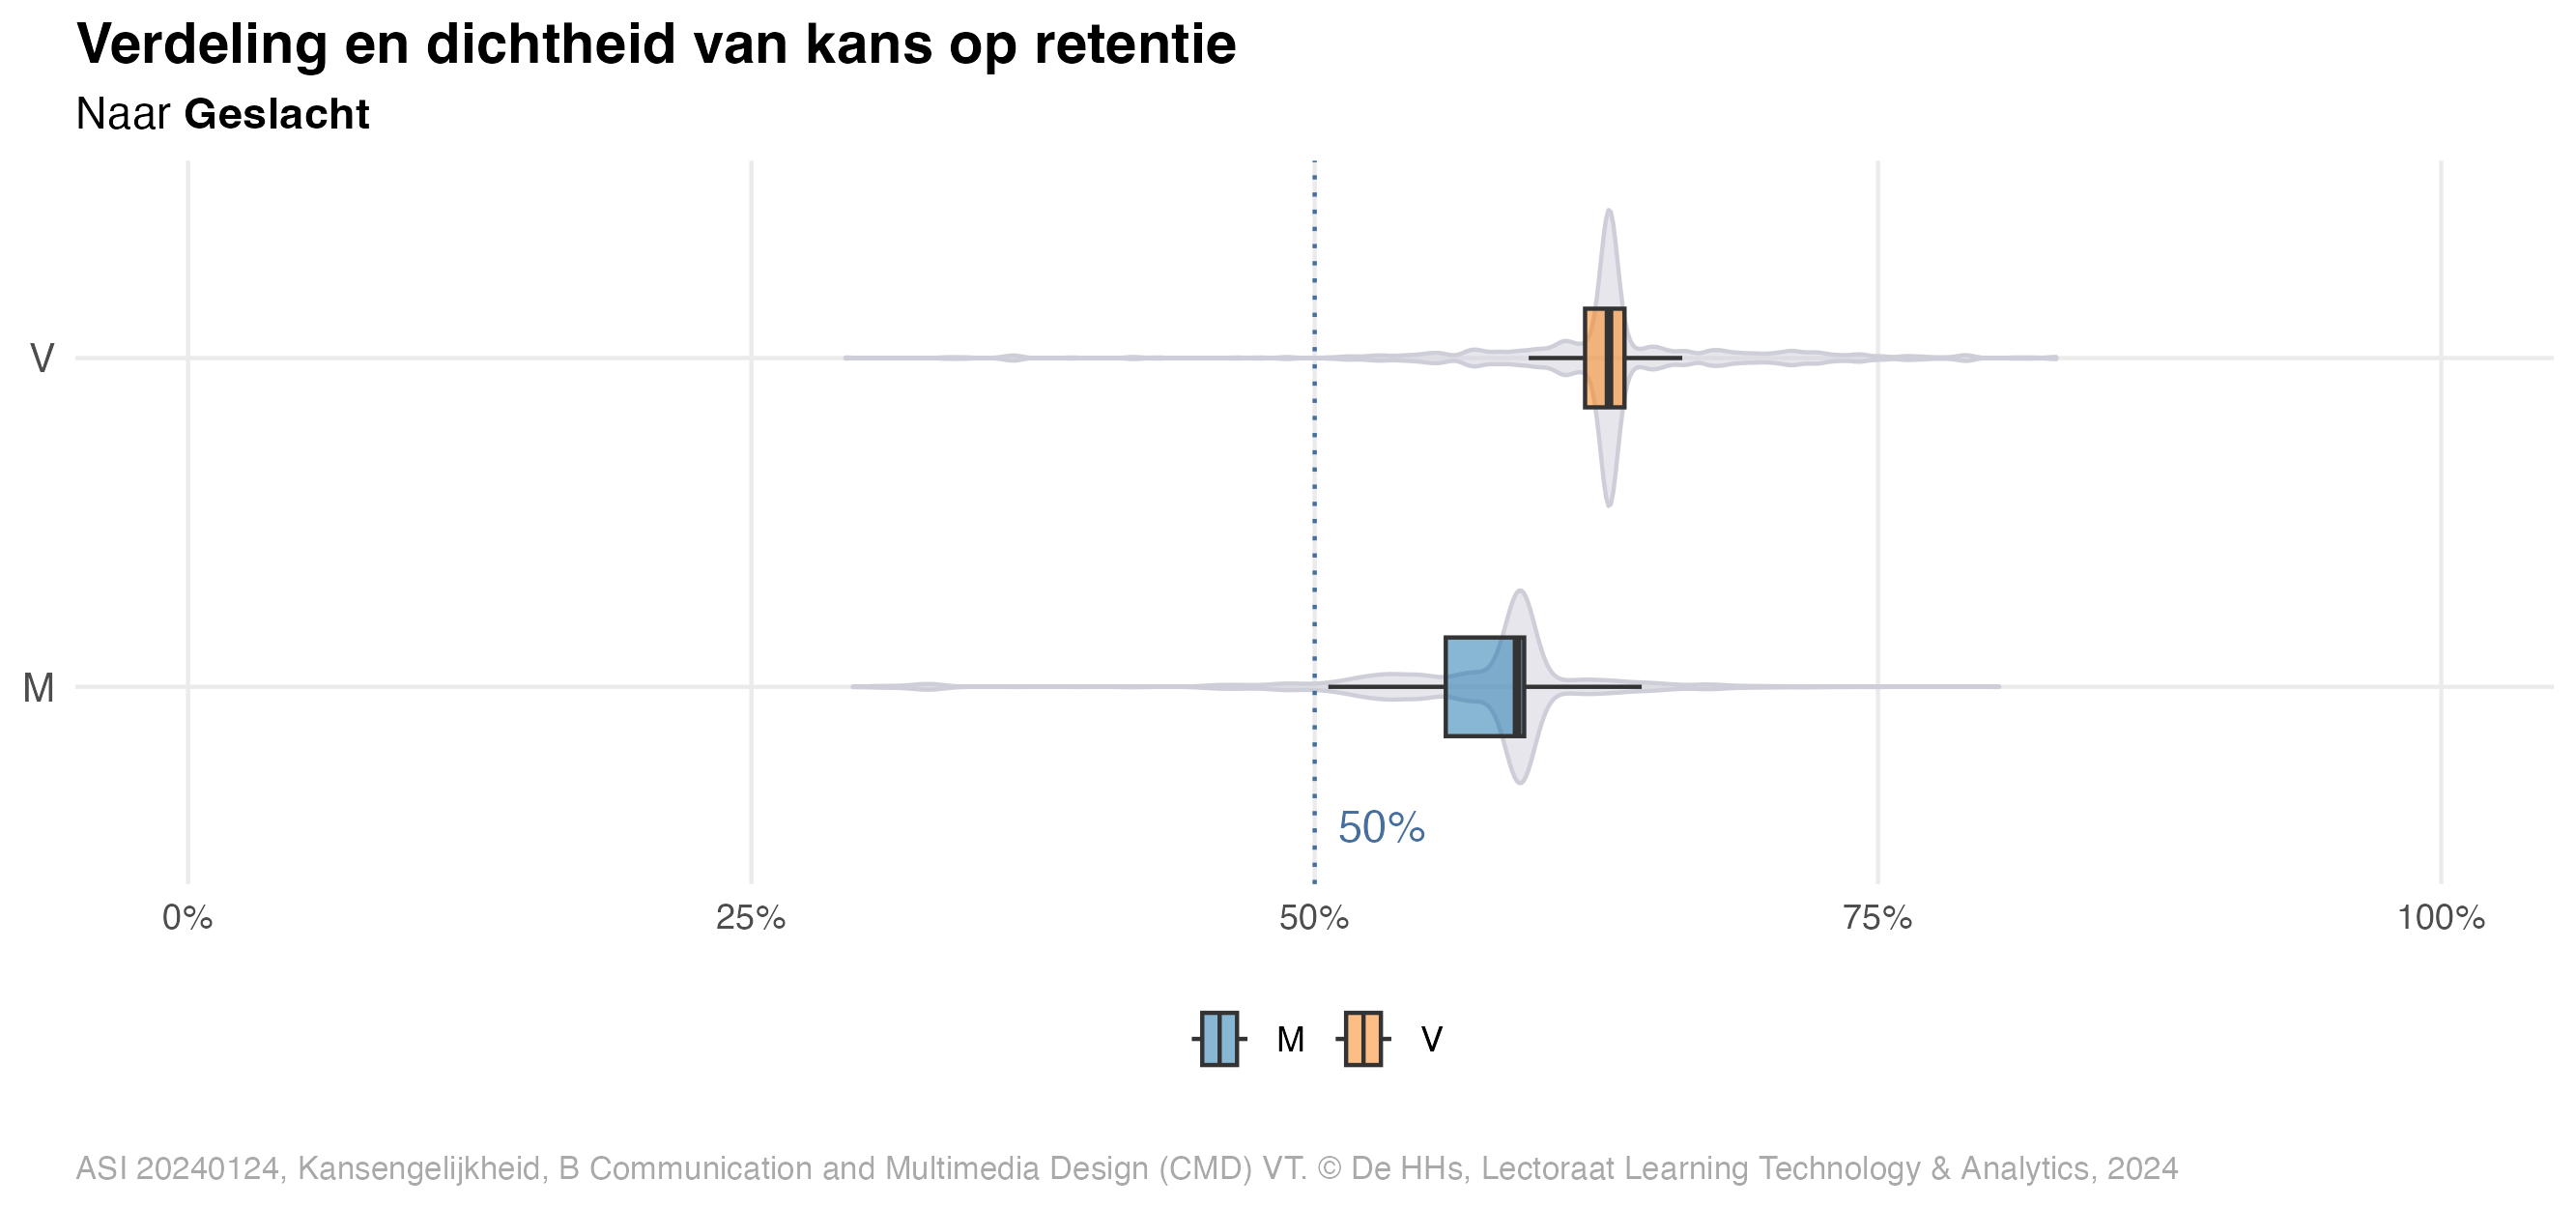 Verdeling en dichtheid van kans op retentie
Naar Geslacht
V
M
50%
0% 25% 50% 75% 100%
M V
ASI 20240124, Kansengelijkheid, B Communication and Multimedia Design (CMD) VT. © De HHs, Lectoraat Learning Technology & Analytics, 2024